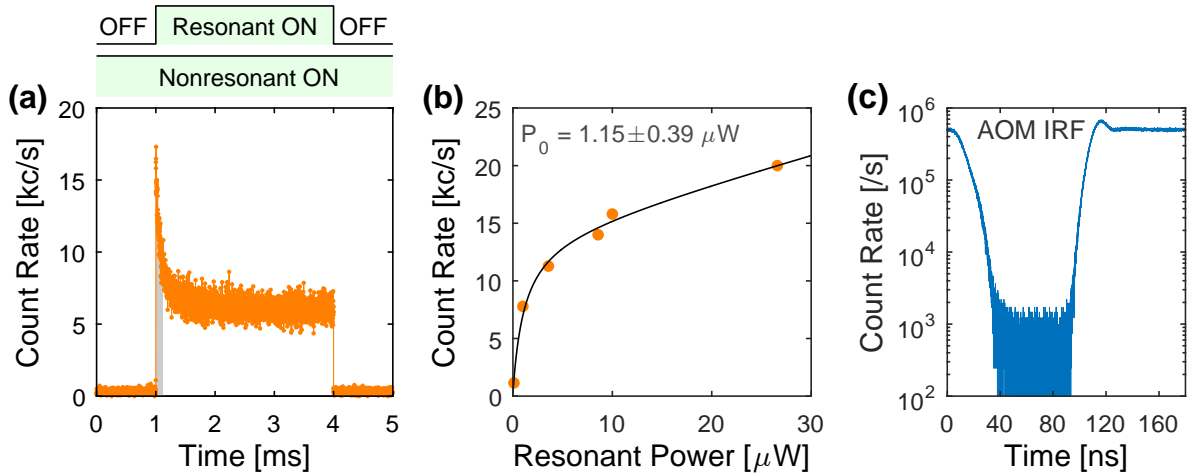 OFF Resonant ON OFF
Nonresonant ON
(a)
20
15
10
5
0
Count Rate [kc/s]
0 1 2 3 4 5
Time [ms]
(b)
25
20
15
10
5
0
Count Rate [kc/s]
P₀ = 1.15±0.39 μW
0 10 20 30
Resonant Power [μW]
(c)
10⁶
10⁵
10⁴
10³
10²
Count Rate [/s]
AOM IRF
0 40 80 120 160
Time [ns]